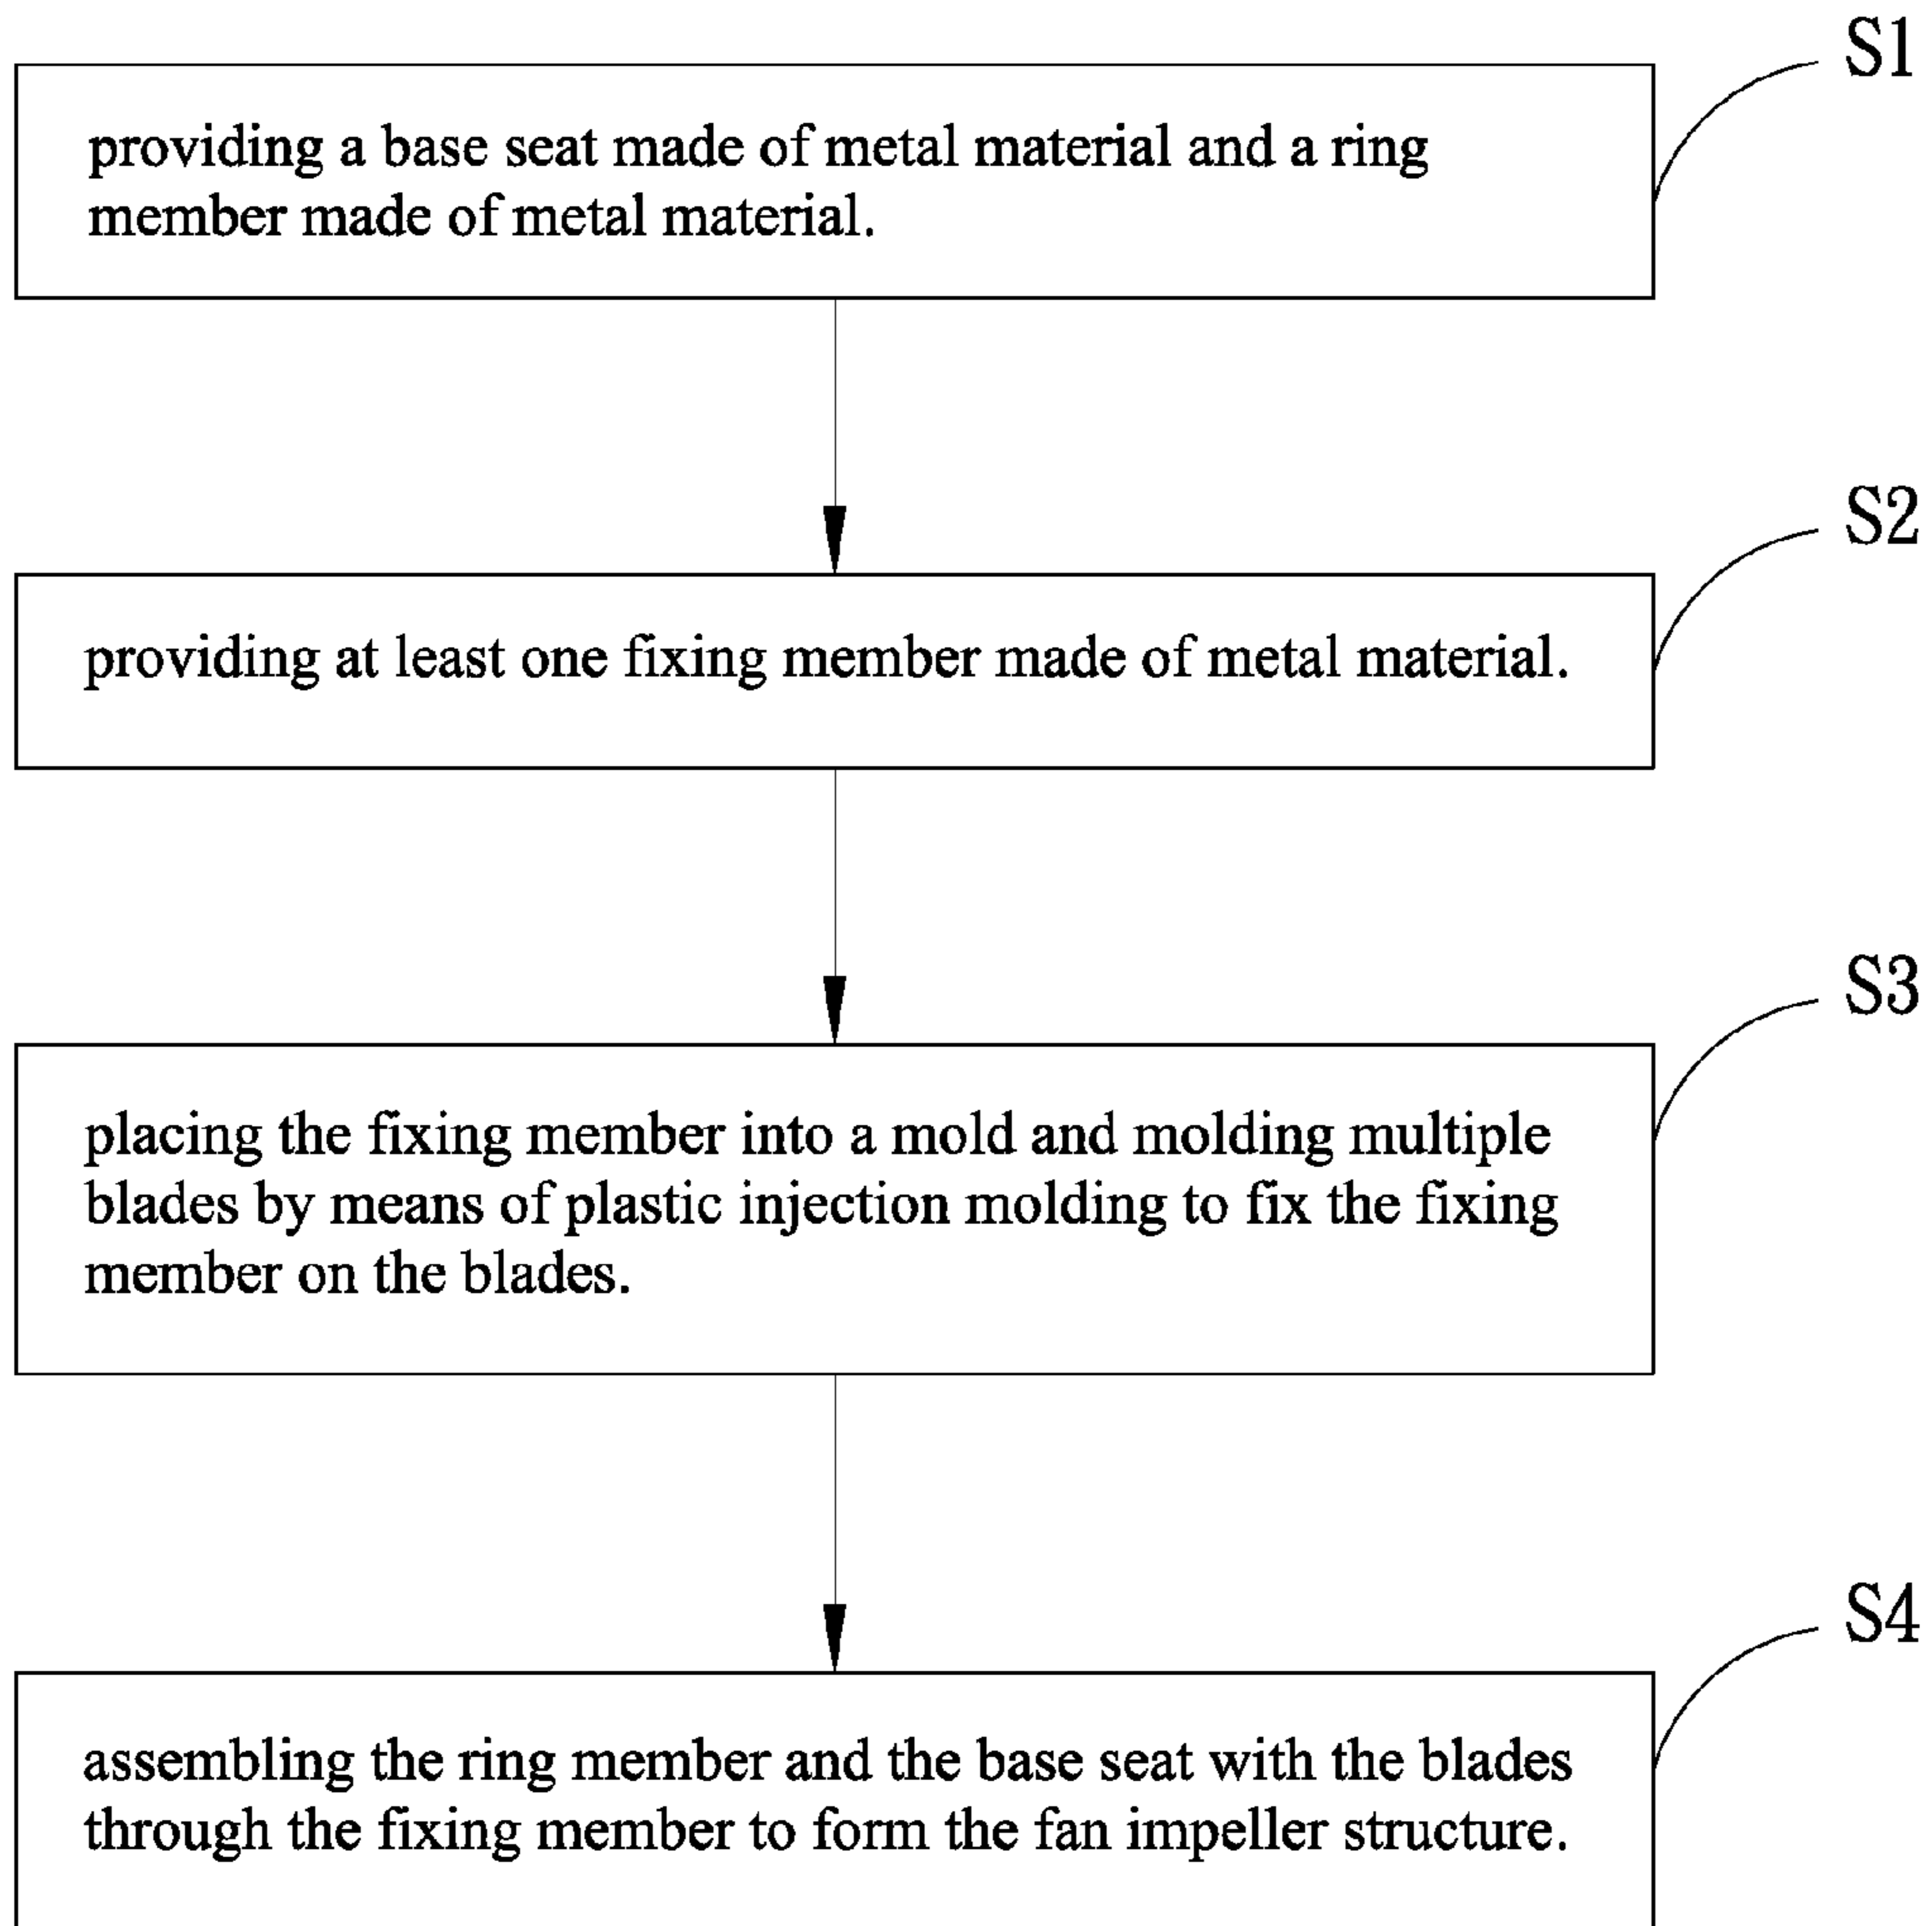 S1
providing a base seat made of metal material and a ring
member made of metal material.
S2
providing at least one fixing member made of metal material.
S3
placing the fixing member into a mold and molding multiple
blades by means of plastic injection molding to fix the fixing
member on the blades.
S4
assembling the ring member and the base seat with the blades
through the fixing member to form the fan impeller structure.